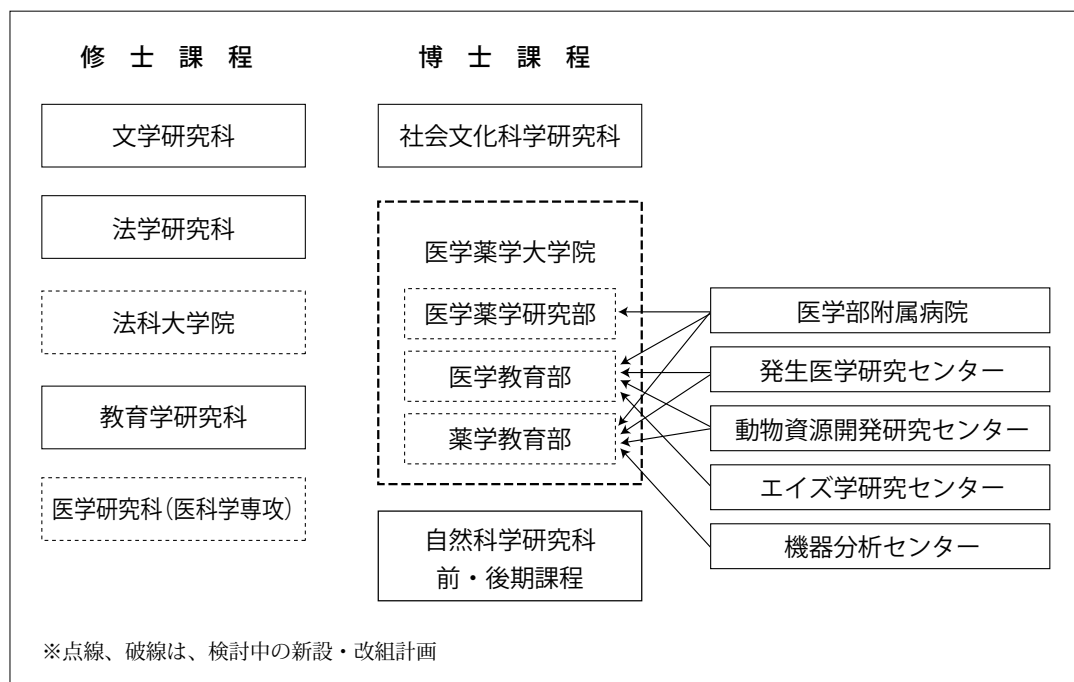 修士課程
文学研究科
法学研究科
法科大学院
教育学研究科
医学研究科（医科学専攻）
博士課程
社会文化科学研究科
医学薬学大学院
医学薬学研究部
医学教育部
薬学教育部
自然科学研究科
前・後期課程
医学部附属病院
発生医学研究センター
動物資源開発研究センター
エイズ学研究センター
機器分析センター
※点線、破線は、検討中の新設・改組計画